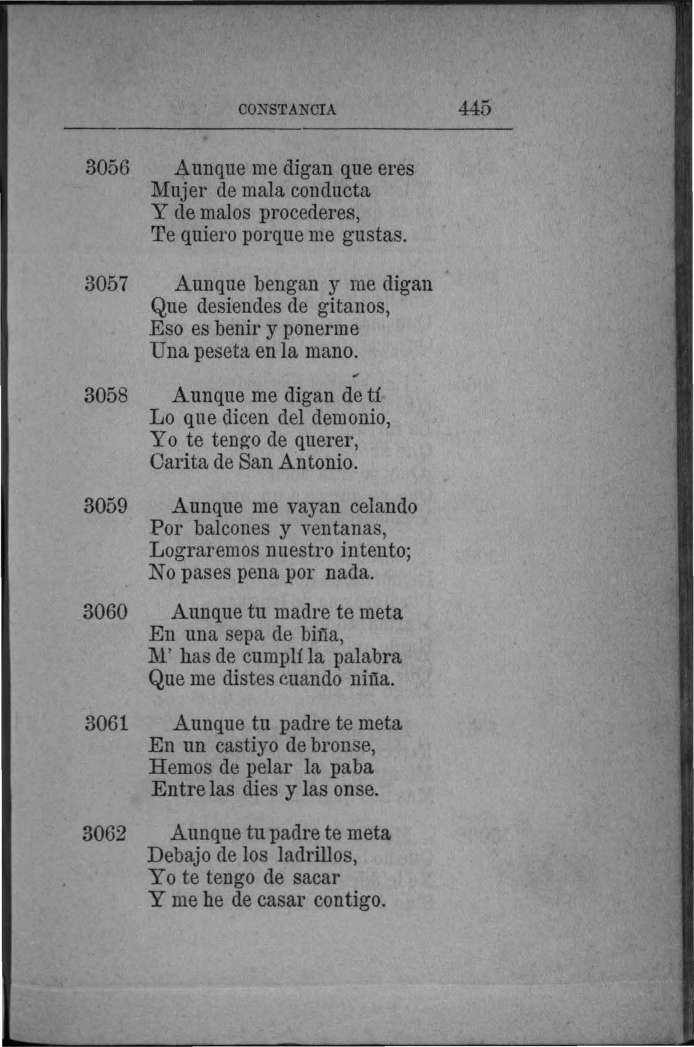 CONSTANCIA 445
3056 Aunque me digan que eres
Mujer de mala conducta
Y de malos procederes,
Te quiero porque me gustas.
3057 Aunque bengan y me digan
Que desiendes de gitanos,
Eso es benir y ponerme
Una peseta en la mano.
3058 Aunque me digan de tí
Lo que dicen del demonio,
Yo te tengo de querer,
Carita de San Antonio.
3059 Aunque me vayan celando
Por balcones y ventanas,
Lograremos nuestro intento;
No pases pena por nada.
3060 Aunque tu madre te meta
En una sepa de biña,
M' has de cumplí la palabra
Que me distes cuando niña.
3061 Aunque tu padre te meta
En un castiyo de bronse,
Hemos de pelar la paba
Entre las dies y las onse.
3062 Aunque tu padre te meta
Debajo de los ladrillos,
Yo te tengo de sacar
Y me he de casar contigo.